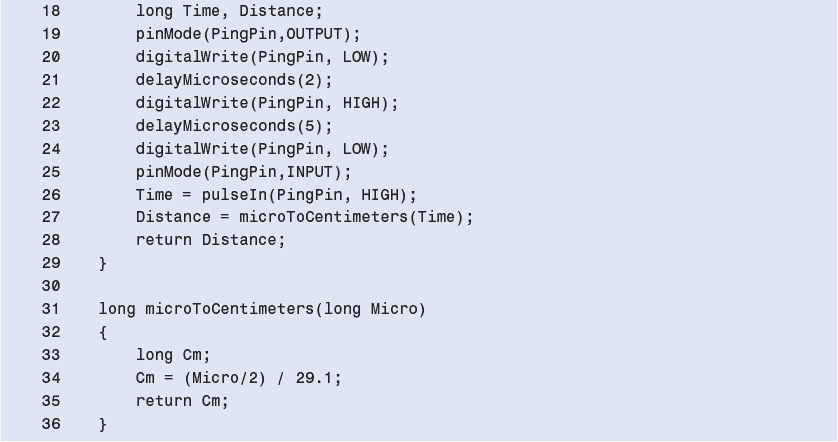 18 long Time, Distance;
19 pinMode(PingPin,OUTPUT);
20 digitalWrite(PingPin, LOW);
21 delayMicroseconds(2);
22 digitalWrite(PingPin, HIGH);
23 delayMicroseconds(5);
24 digitalWrite(PingPin, LOW);
25 pinMode(PingPin,INPUT);
26 Time = pulseIn(PingPin, HIGH);
27 Distance = microToCentimeters(Time);
28 return Distance;
29 }
30
31 long microToCentimeters(long Micro)
32 {
33 long Cm;
34 Cm = (Micro/2) / 29.1;
35 return Cm;
36 }